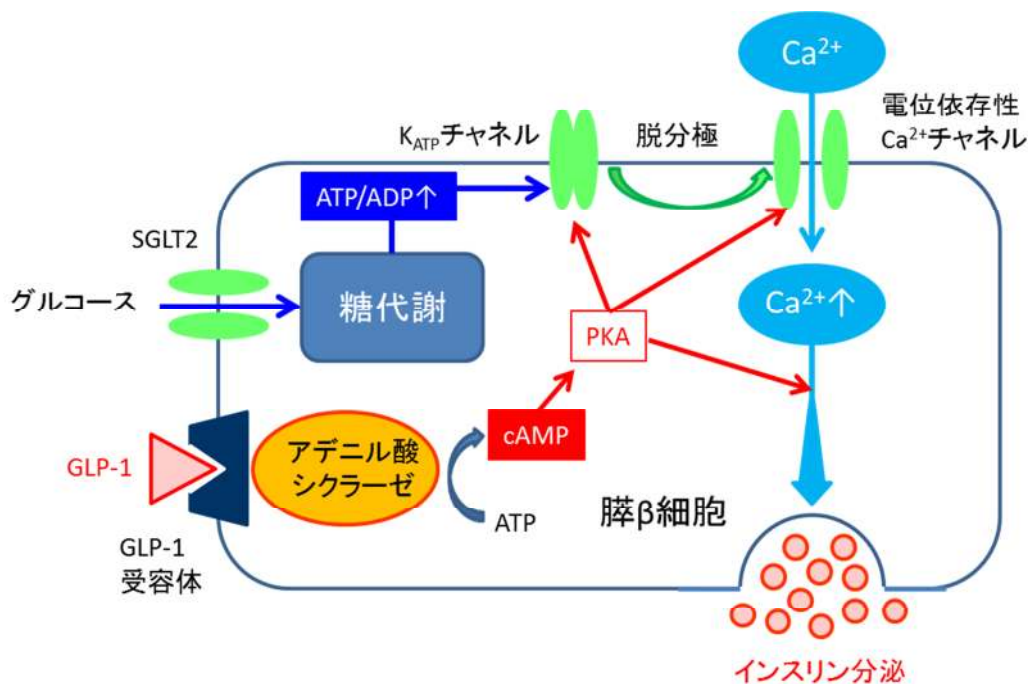 Ca²⁺
電位依存性
Ca²⁺チャネル
K_ATPチャネル
脱分極
ATP/ADP↑
SGLT2
グルコース
糖代謝
Ca²⁺↑
PKA
cAMP
アデニル酸
シクラーゼ
GLP-1
ATP
膵β細胞
GLP-1
受容体
インスリン分泌